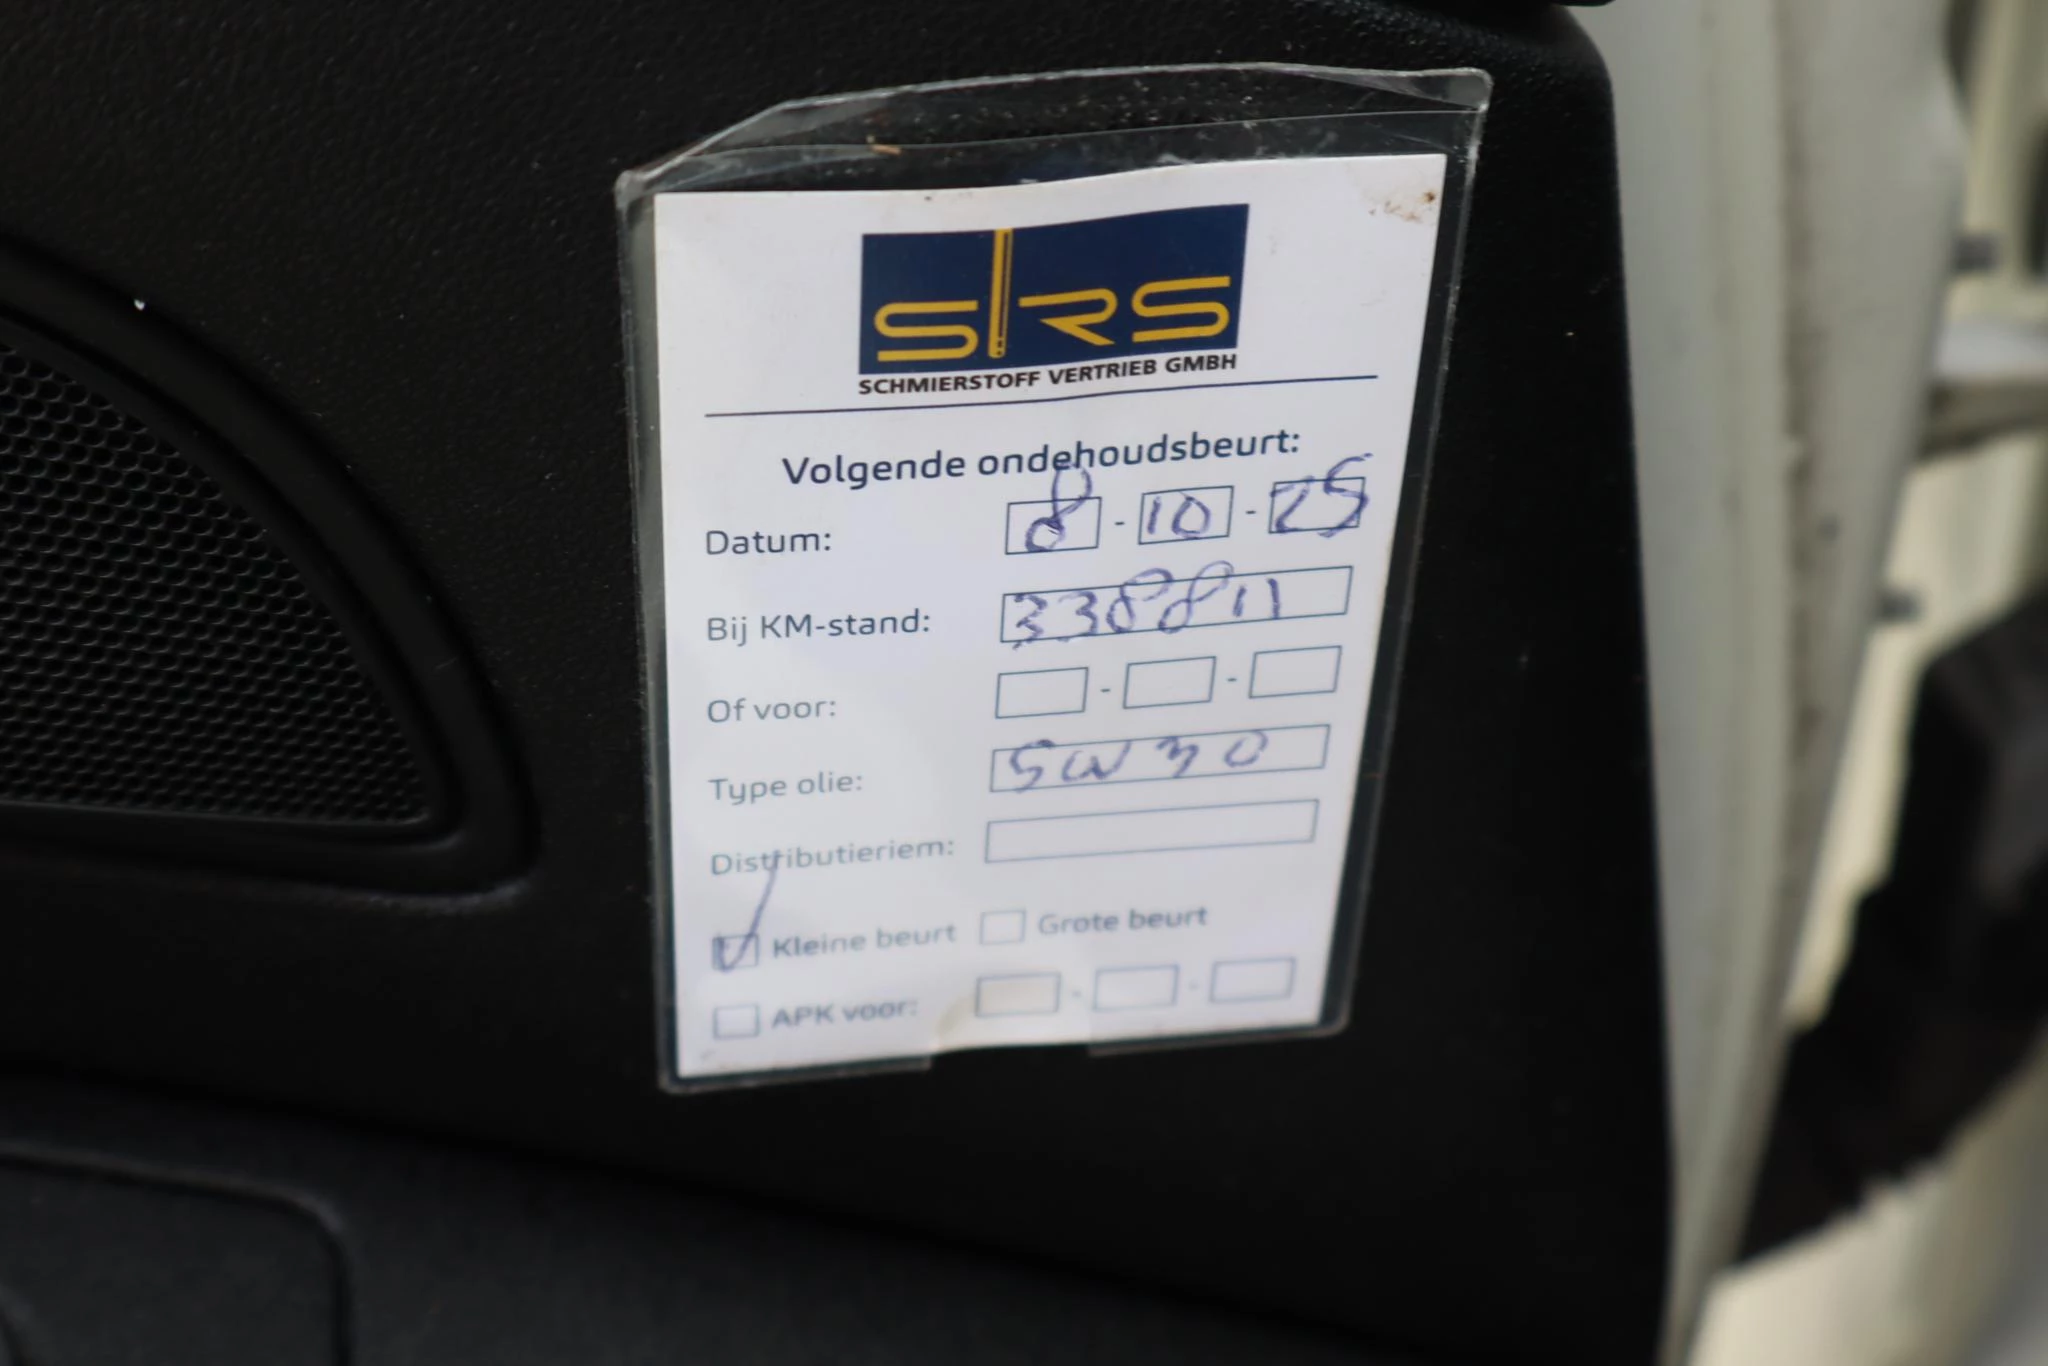 SRS
SCHMIERSTOFF VERTRIEB GMBH
Volgende ondehoudsbeurt:
Datum: 8 - 10 - 25
Bij KM-stand: 338811
Of voor: - -
Type olie: 5W30
Distributieriem:
Kleine beurt Grote beurt
APK voor: - -